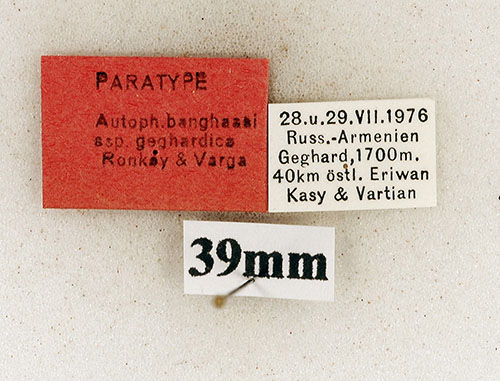 PARATYPE
Autoph.banghaasi
ssp. geghardica
Ronkay & Varga
28.u.29.VII.1976
Russ.-Armenien
Geghard,1700m.
40km östl. Eriwan
Kasy & Vartian
39mm